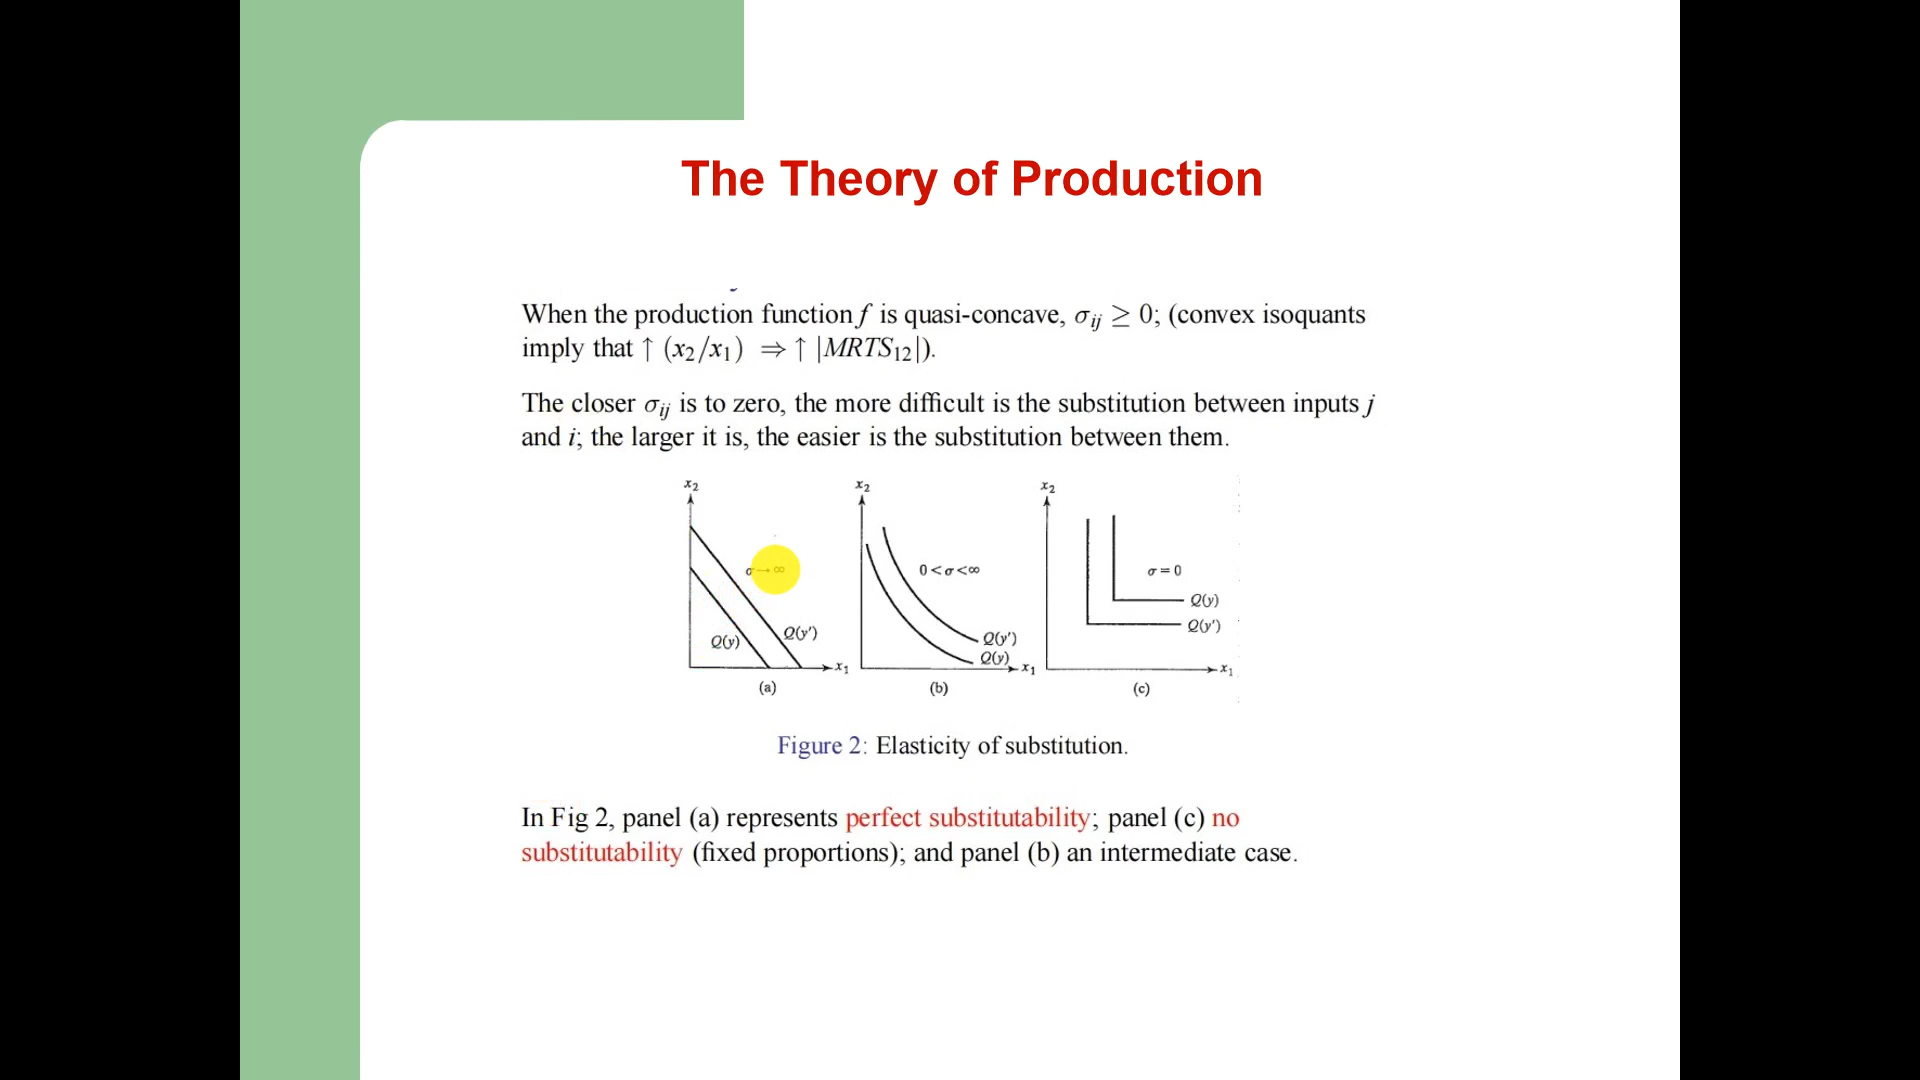 The Theory of Production
When the production function f is quasi-concave, σij ≥ 0; (convex isoquants
imply that ↑ (x2/x1) ⇒ ↑ |MRTS12|).
The closer σij is to zero, the more difficult is the substitution between inputs j
and i; the larger it is, the easier is the substitution between them.
x2
σ → ∞
Q(y)
Q(y')
x1
(a)
x2
0 < σ < ∞
Q(y')
Q(y)
x1
(b)
x2
σ = 0
Q(y)
Q(y')
x1
(c)
Figure 2: Elasticity of substitution.
In Fig 2, panel (a) represents perfect substitutability; panel (c) no
substitutability (fixed proportions); and panel (b) an intermediate case.